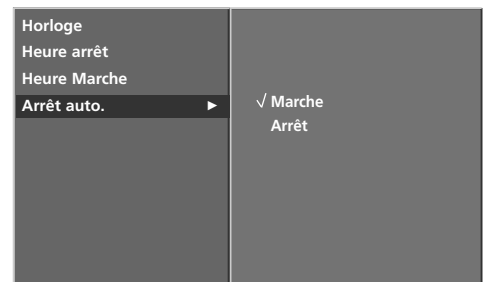 Horloge
Heure arrêt
Heure Marche
Arrêt auto. ►
√ Marche
Arrêt